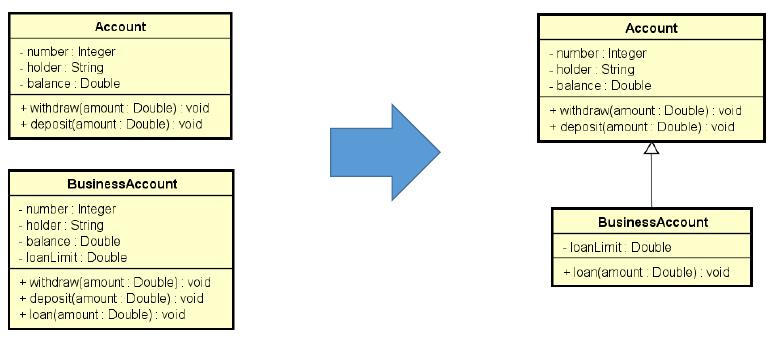 Account
- number : Integer
- holder : String
- balance : Double
+ withdraw(amount : Double) : void
+ deposit(amount : Double) : void
BusinessAccount
- number : Integer
- holder : String
- balance : Double
- loanLimit : Double
+ withdraw(amount : Double) : void
+ deposit(amount : Double) : void
+ loan(amount : Double) : void
Account
- number : Integer
- holder : String
- balance : Double
+ withdraw(amount : Double) : void
+ deposit(amount : Double) : void
BusinessAccount
- loanLimit : Double
+ loan(amount : Double) : void